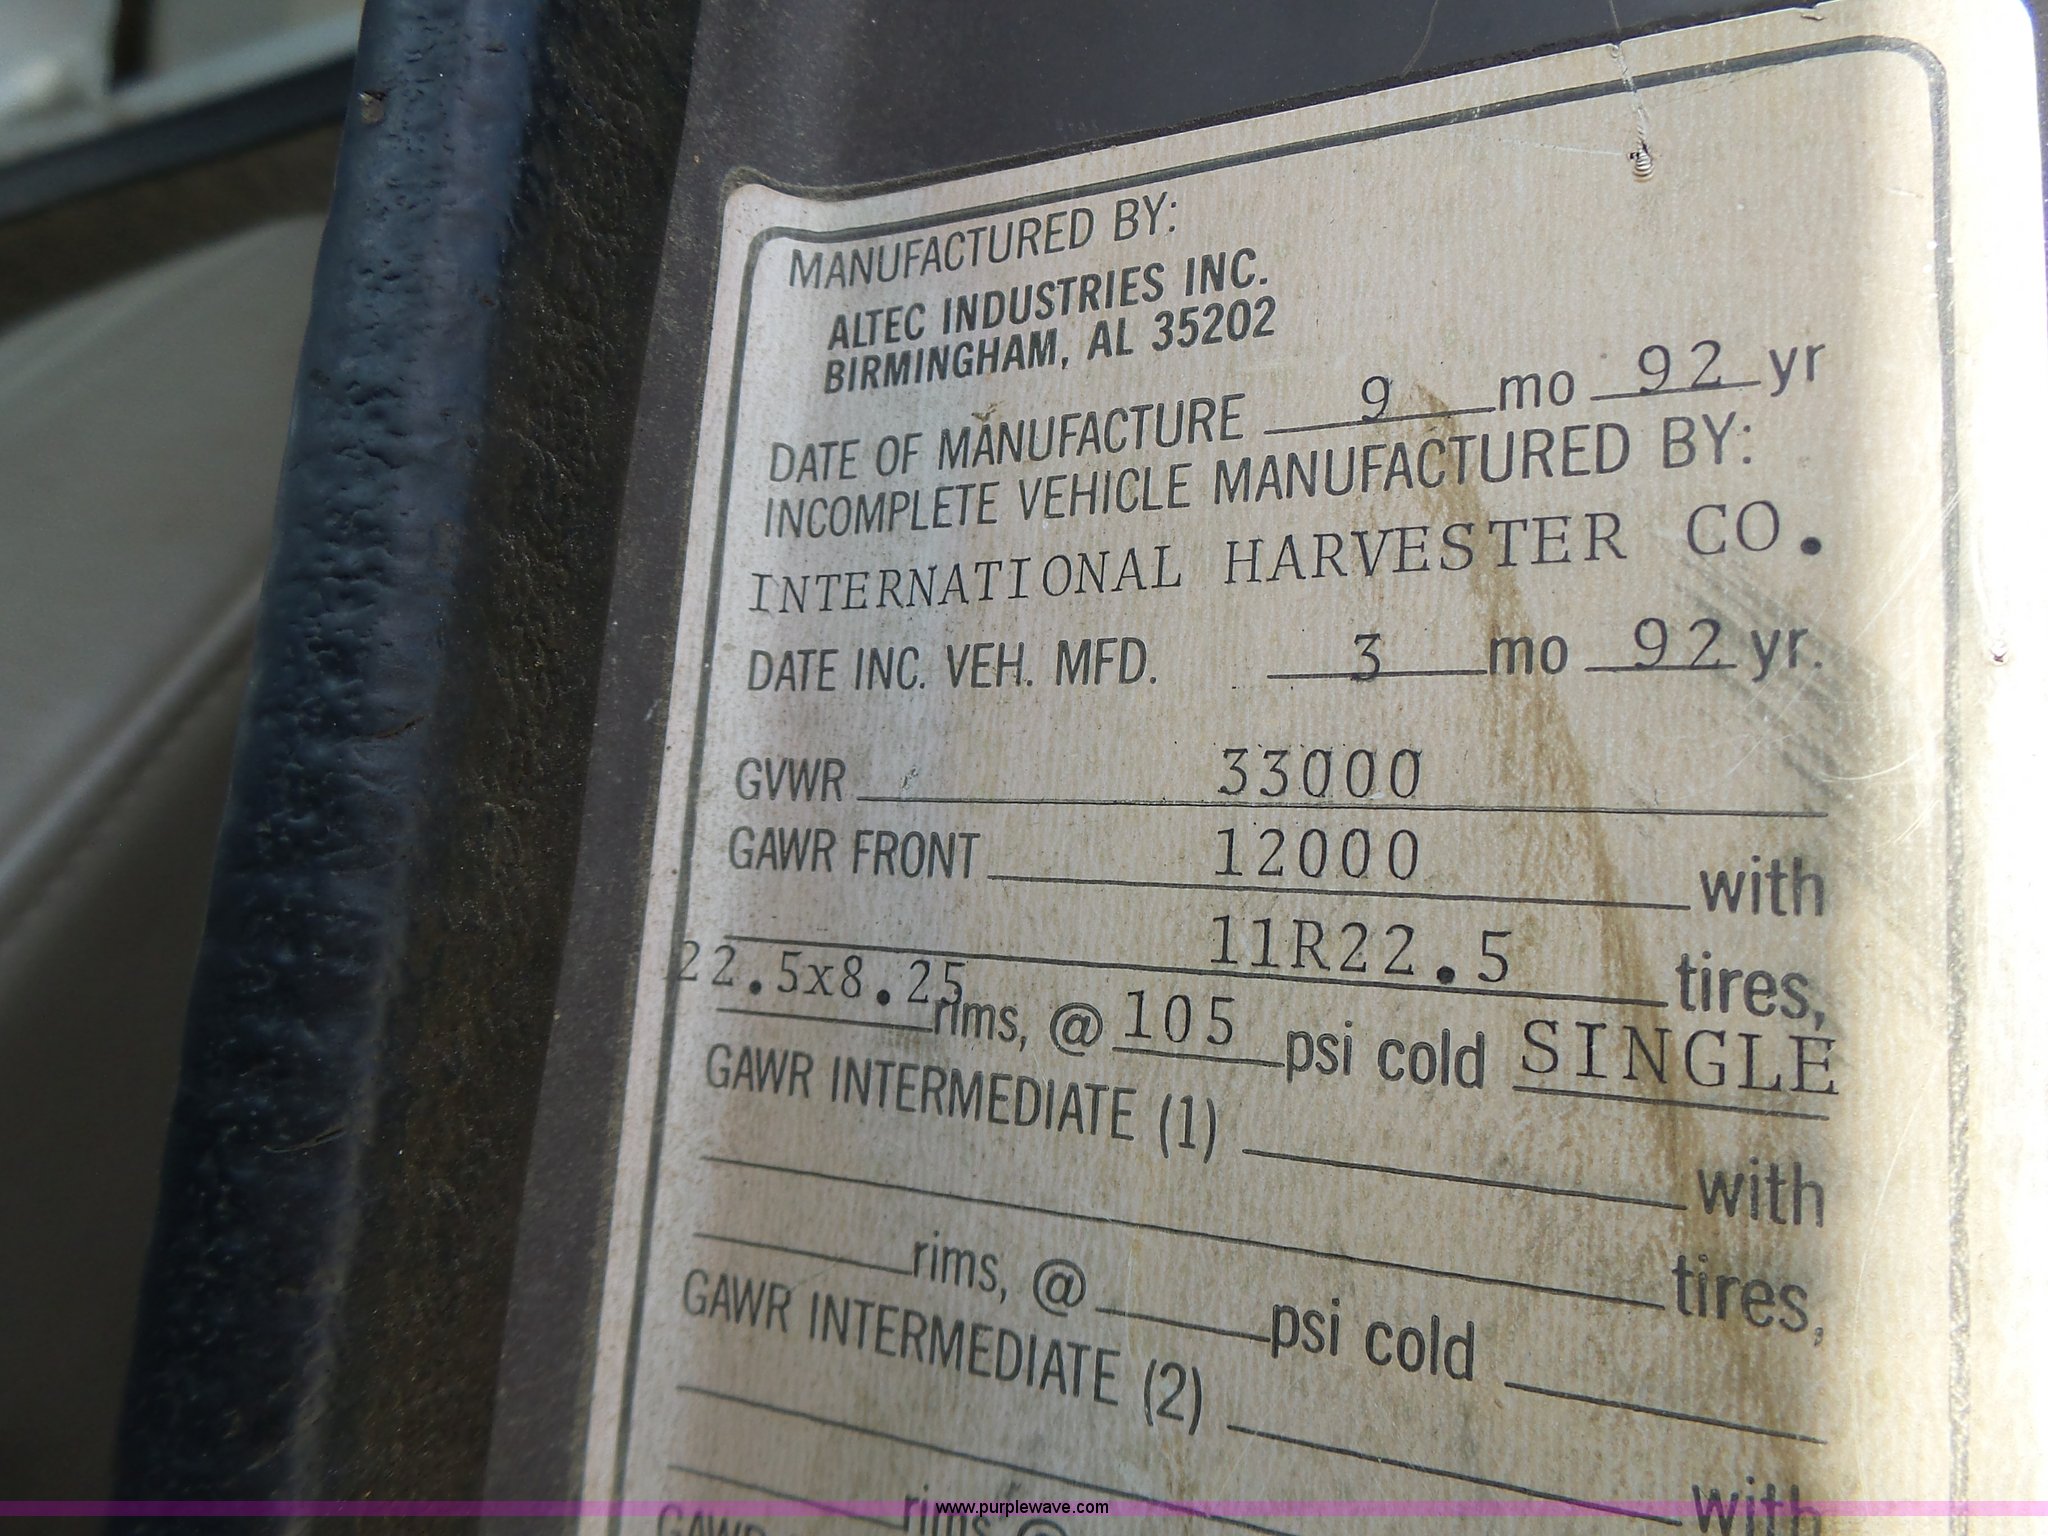 MANUFACTURED BY:
ALTEC INDUSTRIES INC.
BIRMINGHAM, AL 35202
DATE OF MANUFACTURE 9 mo 92 yr
INCOMPLETE VEHICLE MANUFACTURED BY:
INTERNATIONAL HARVESTER CO.
DATE INC. VEH. MFD. 3 mo 92 yr.
GVWR 33000
GAWR FRONT 12000 with
11R22.5 tires,
22.5x8.25 rims, @ 105 psi cold SINGLE
GAWR INTERMEDIATE (1) with
tires,
rims, @ psi cold
GAWR INTERMEDIATE (2) with
rims @
GAWR
www.purplewave.com